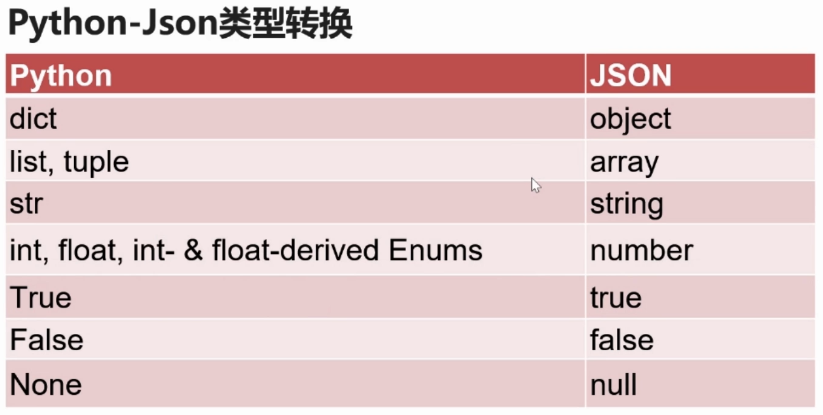 Python-Json类型转换
Python JSON
dict object
list, tuple array
str string
int, float, int- & float-derived Enums number
True true
False false
None null